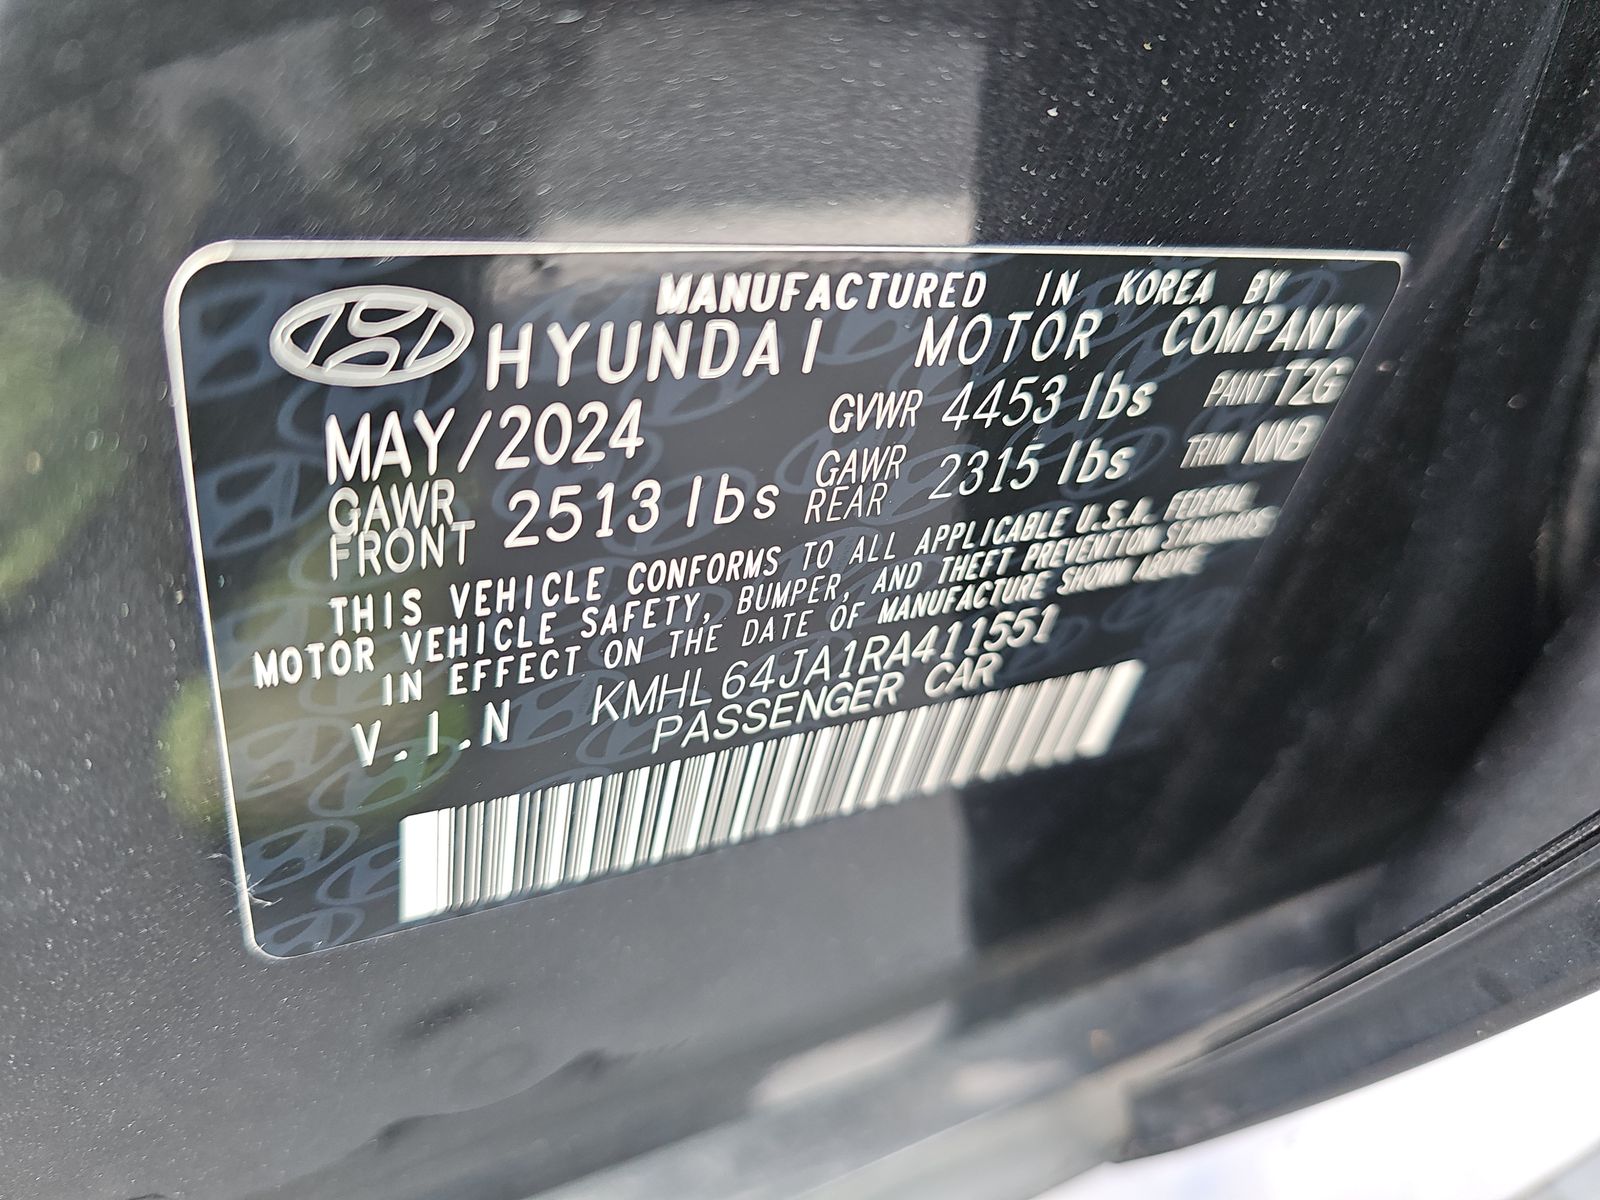 MANUFACTURED IN KOREA BY
HYUNDAI MOTOR COMPANY
MAY/2024 GVWR 4453 lbs PAINT T2G
GAWR FRONT 2513 lbs GAWR REAR 2315 lbs TRIM NNB
THIS VEHICLE CONFORMS TO ALL APPLICABLE U.S.A. FEDERAL
MOTOR VEHICLE SAFETY, BUMPER, AND THEFT PREVENTION STANDARDS
IN EFFECT ON THE DATE OF MANUFACTURE SHOWN ABOVE
V.I.N KMHL64JA1RA411551
PASSENGER CAR